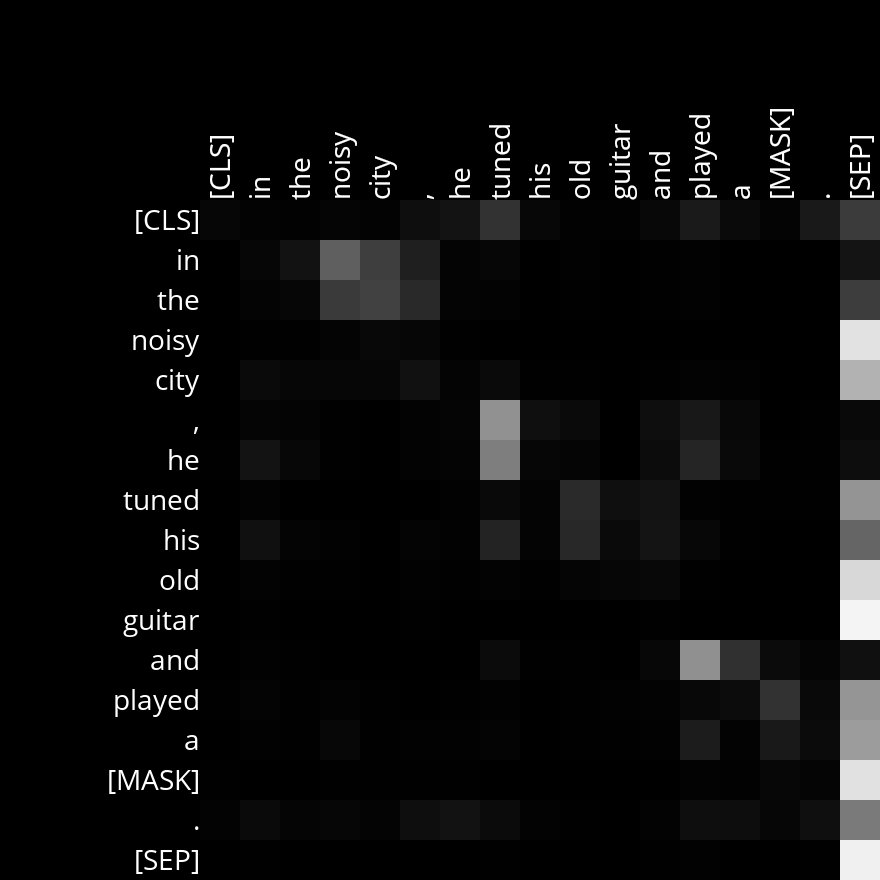 [CLS] in the noisy city , he tuned his old guitar and played a [MASK] . [SEP]
[CLS]
in
the
noisy
city
,
he
tuned
his
old
guitar
and
played
a
[MASK]
.
[SEP]